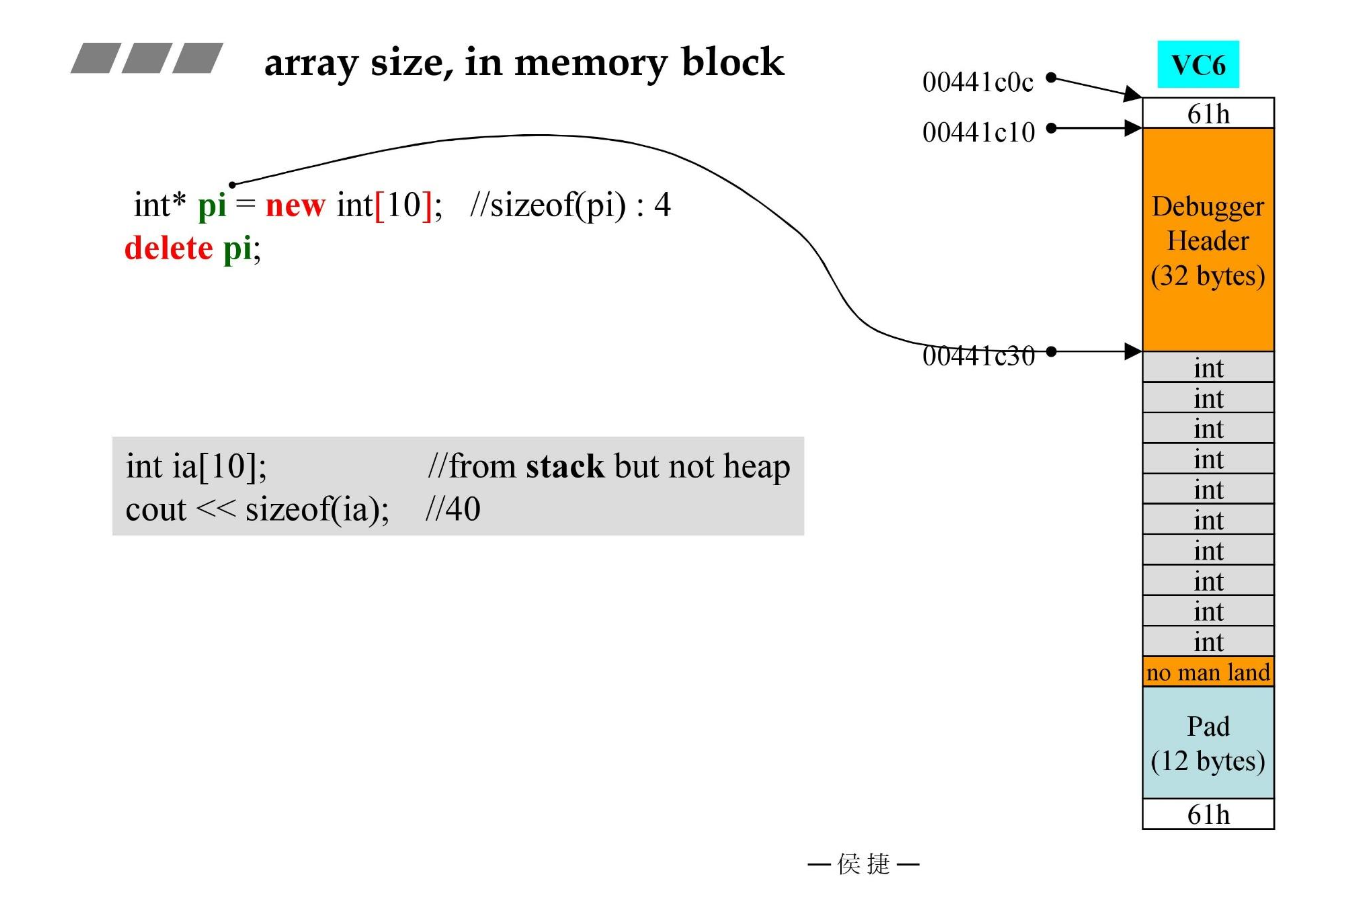 array size, in memory block
int* pi = new int[10]; //sizeof(pi) : 4
delete pi;
int ia[10]; //from stack but not heap
cout << sizeof(ia); //40
VC6
00441c0c
61h
00441c10
Debugger
Header
(32 bytes)
00441c30
int
int
int
int
int
int
int
int
int
int
no man land
Pad
(12 bytes)
61h
— 侯捷 —